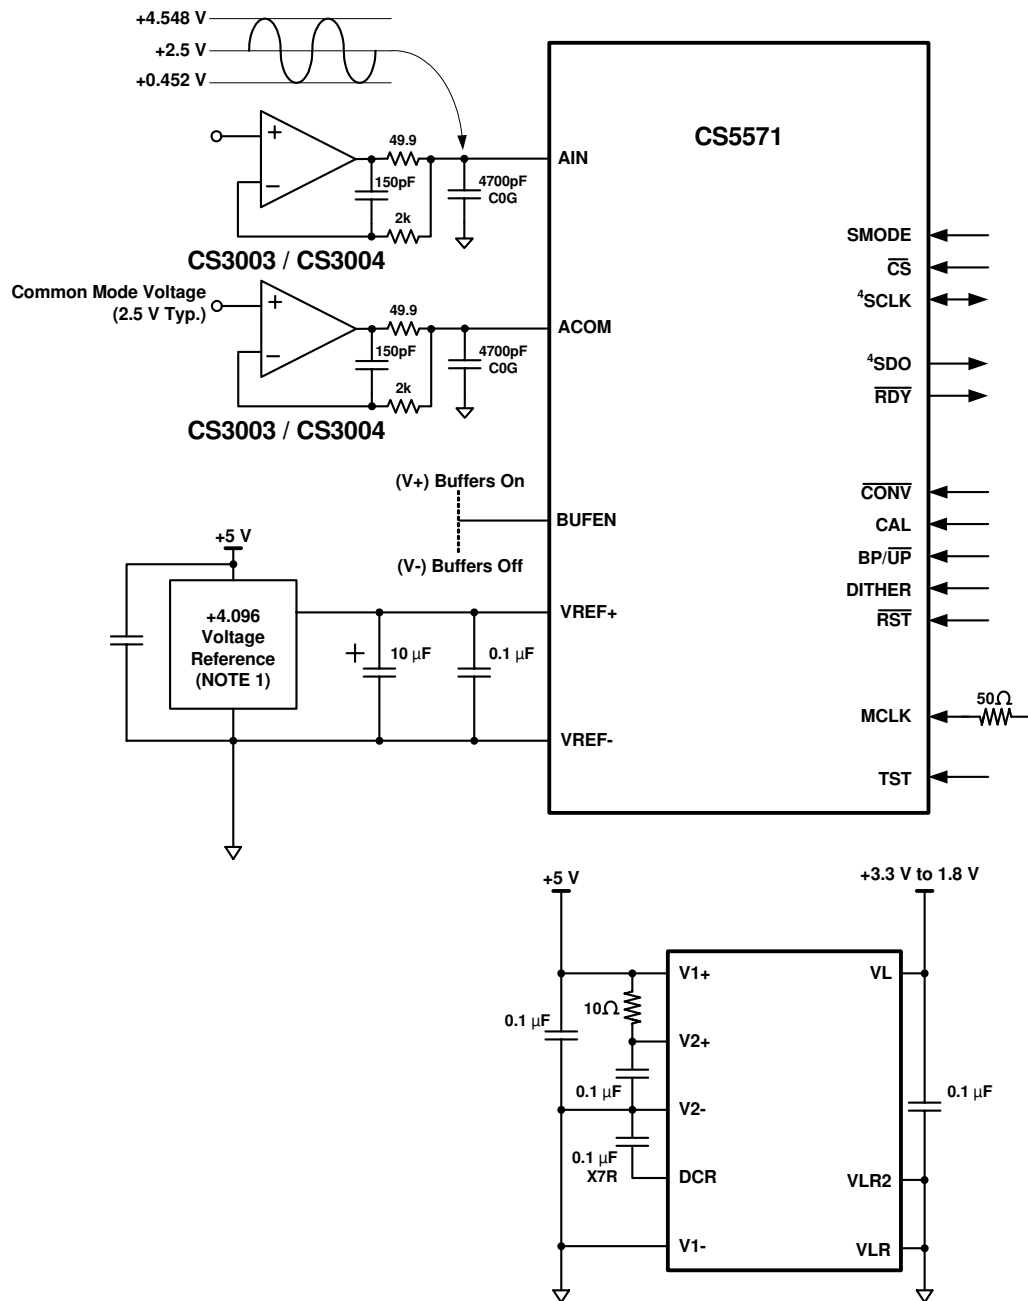 +4.548 V
+2.5 V
+0.452 V
+
−
49.9
150pF
2k
4700pF
C0G
CS3003 / CS3004
Common Mode Voltage
(2.5 V Typ.)
+
−
49.9
150pF
2k
4700pF
C0G
CS3003 / CS3004
(V+) Buffers On
(V-) Buffers Off
+5 V
+4.096
Voltage
Reference
(NOTE 1)
+
10 μF
0.1 μF
CS5571
AIN
ACOM
BUFEN
VREF+
VREF-
SMODE
CS
4SCLK
4SDO
RDY
CONV
CAL
BP/UP
DITHER
RST
MCLK
50Ω
TST
+5 V
+3.3 V to 1.8 V
0.1 μF
10Ω
0.1 μF
0.1 μF
X7R
V1+
V2+
V2-
DCR
V1-
VL
VLR2
VLR
0.1 μF